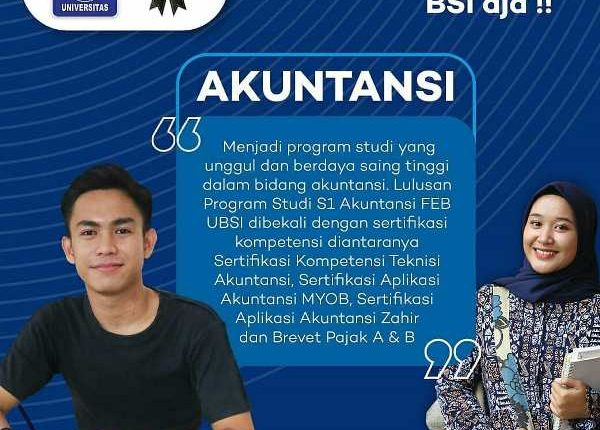 UNIVERSITAS
BSI aja !!
AKUNTANSI
Menjadi program studi yang
unggul dan berdaya saing tinggi
dalam bidang akuntansi. Lulusan
Program Studi S1 Akuntansi FEB
UBSI dibekali dengan sertifikasi
kompetensi diantaranya
Sertifikasi Kompetensi Teknisi
Akuntansi, Sertifikasi Aplikasi
Akuntansi MYOB, Sertifikasi
Aplikasi Akuntansi Zahir
dan Brevet Pajak A & B